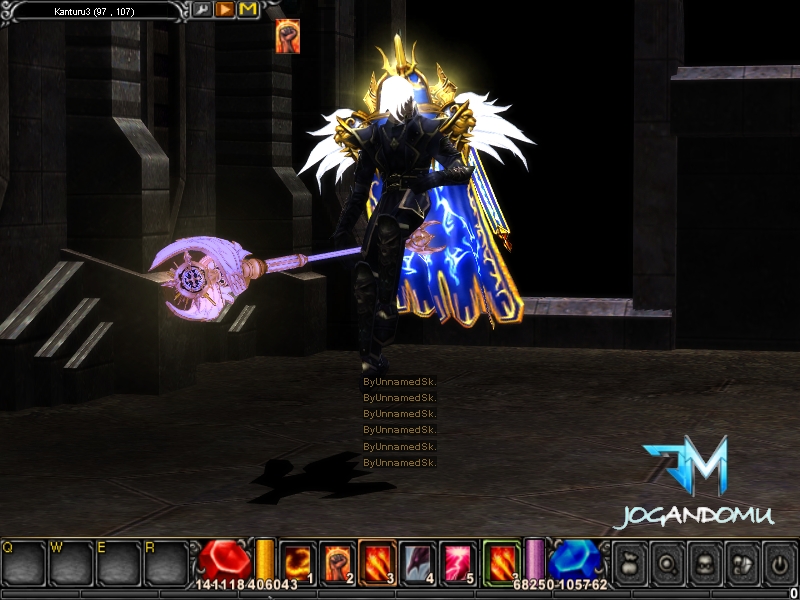 Kanturu3 (97 , 107)
M
ByUnnamedSk.
ByUnnamedSk.
ByUnnamedSk.
ByUnnamedSk.
ByUnnamedSk.
ByUnnamedSk.
JM
JOGANDOMU
Q W E R
1 2 3 4 5 3
141118 406043 68250 105762
0